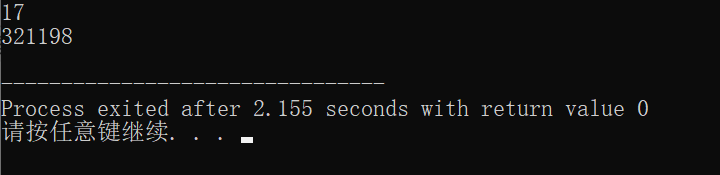 17
321198
--------------------------------
Process exited after 2.155 seconds with return value 0
请按任意键继续. . .